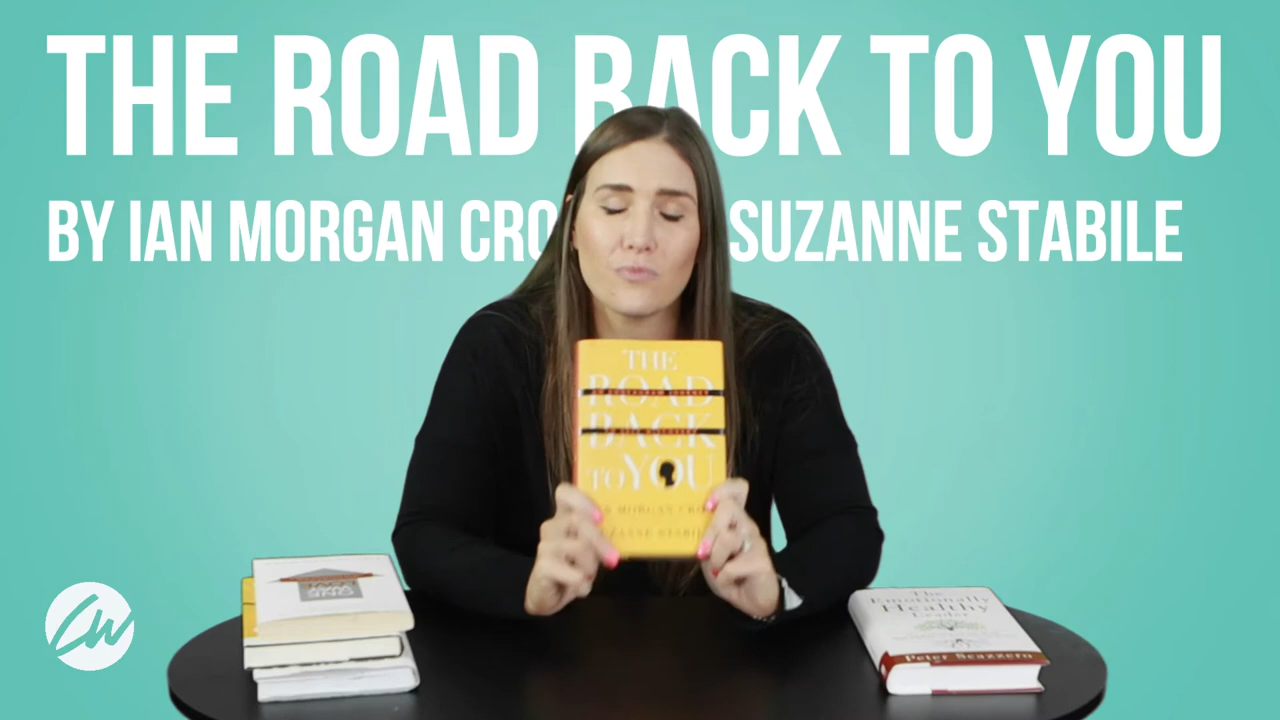 THE ROAD BACK TO YOU
BY IAN MORGAN CRO SUZANNE STABILE
THE
ROAD
BACK
TO YOU
The
Emotionally
Healthy
Leader
Peter Scazzero
CW